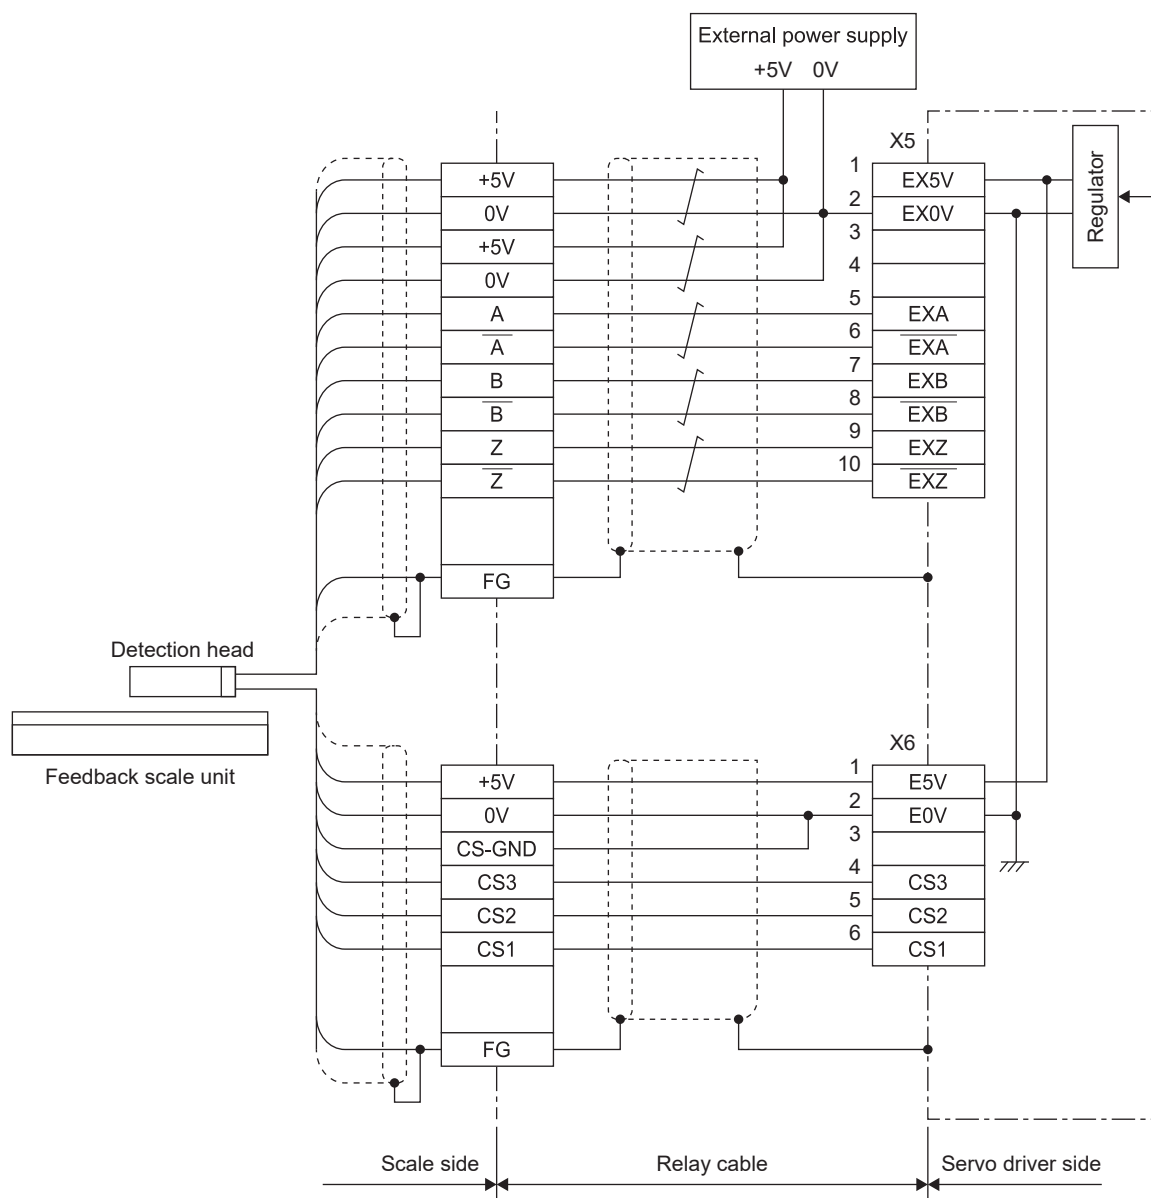 External power supply
+5V 0V
X5
1
+5V
EX5V
2
0V
EX0V
3
+5V
4
0V
5
A
EXA
6
A̅
E̅X̅A̅
7
B
EXB
8
B̅
E̅X̅B̅
9
Z
EXZ
10
Z̅
E̅X̅Z̅
Regulator
FG
Detection head
Feedback scale unit
X6
1
+5V
E5V
2
0V
E0V
3
CS-GND
4
CS3
CS3
5
CS2
CS2
6
CS1
CS1
FG
Scale side
Relay cable
Servo driver side